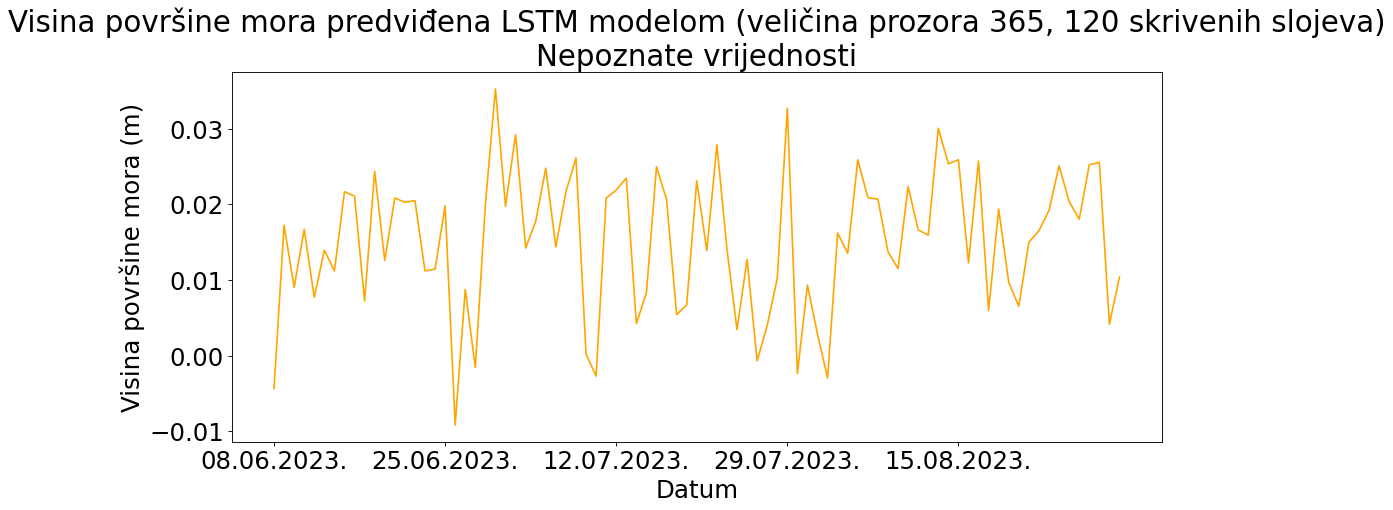 Visina površine mora predviđena LSTM modelom (veličina prozora 365, 120 skrivenih slojeva)
Nepoznate vrijednosti
Visina površine mora (m)
0.03
0.02
0.01
0.00
−0.01
08.06.2023. 25.06.2023. 12.07.2023. 29.07.2023. 15.08.2023.
Datum